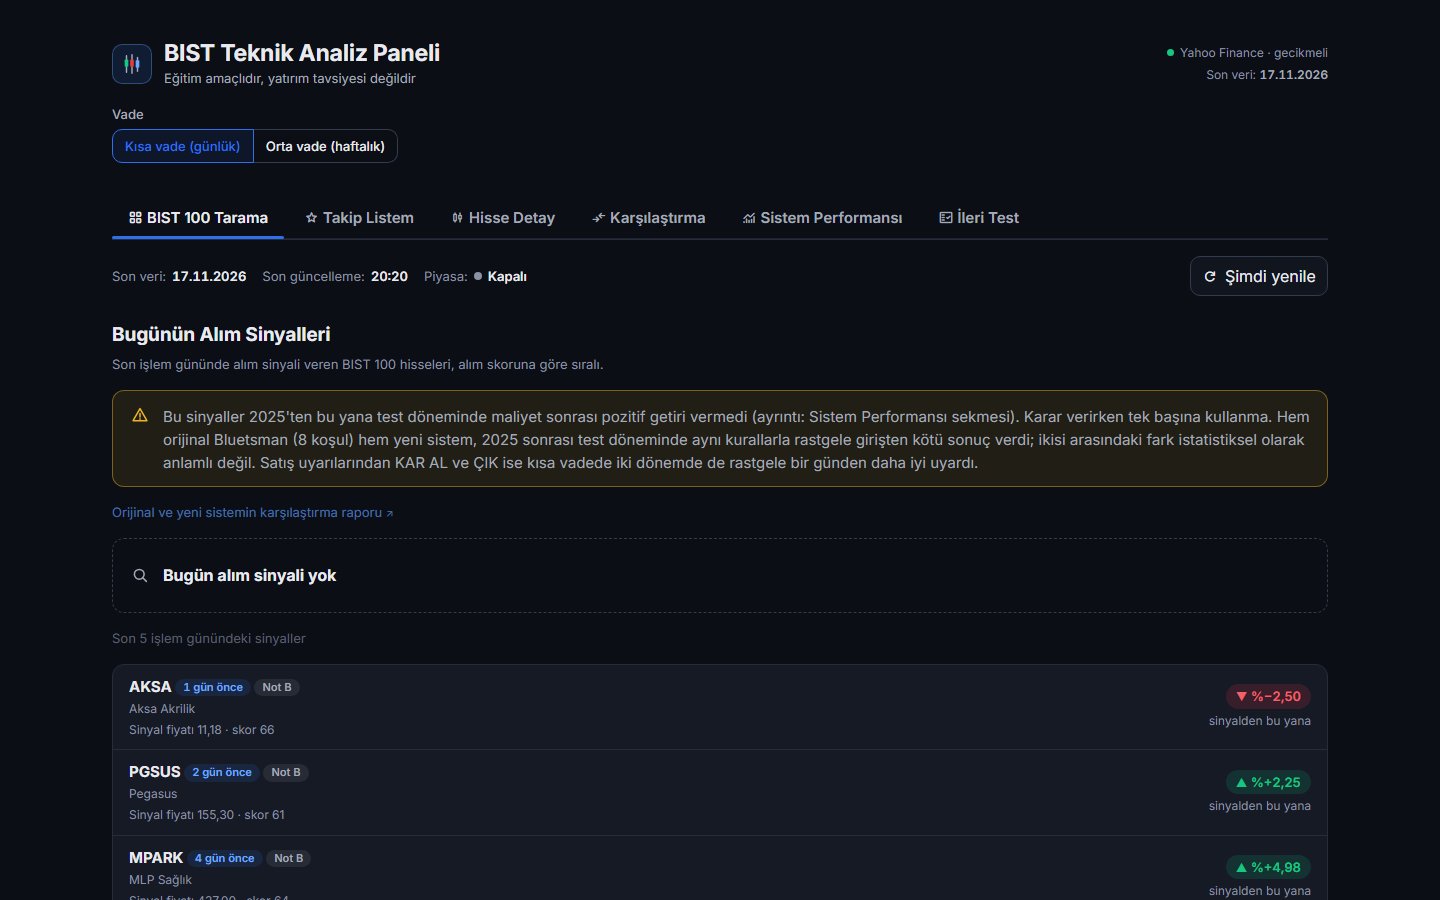 BIST Teknik Analiz Paneli
Eğitim amaçlıdır, yatırım tavsiyesi değildir
Yahoo Finance · gecikmeli
Son veri: 17.11.2026
Vade
Kısa vade (günlük)
Orta vade (haftalık)
BIST 100 Tarama
Takip Listem
Hisse Detay
Karşılaştırma
Sistem Performansı
İleri Test
Son veri: 17.11.2026 Son güncelleme: 20:20 Piyasa: Kapalı
Şimdi yenile
Bugünün Alım Sinyalleri
Son işlem gününde alım sinyali veren BIST 100 hisseleri, alım skoruna göre sıralı.
Bu sinyaller 2025'ten bu yana test döneminde maliyet sonrası pozitif getiri vermedi (ayrıntı: Sistem Performansı sekmesi). Karar verirken tek başına kullanma. Hem
orijinal Bluetsman (8 koşul) hem yeni sistem, 2025 sonrası test döneminde aynı kurallarla rastgele girişten kötü sonuç verdi; ikisi arasındaki fark istatistiksel olarak
anlamlı değil. Satış uyarılarından KAR AL ve ÇIK ise kısa vadede iki dönemde de rastgele bir günden daha iyi uyardı.
Orijinal ve yeni sistemin karşılaştırma raporu ↗
Bugün alım sinyali yok
Son 5 işlem günündeki sinyaller
AKSA 1 gün önce Not B
Aksa Akrilik
Sinyal fiyatı 11,18 · skor 66
▼ %−2,50
sinyalden bu yana
PGSUS 2 gün önce Not B
Pegasus
Sinyal fiyatı 155,30 · skor 61
▲ %+2,25
sinyalden bu yana
MPARK 4 gün önce Not B
MLP Sağlık
Sinyal fiyatı 427,00 · skor 64
▲ %+4,98
sinyalden bu yana